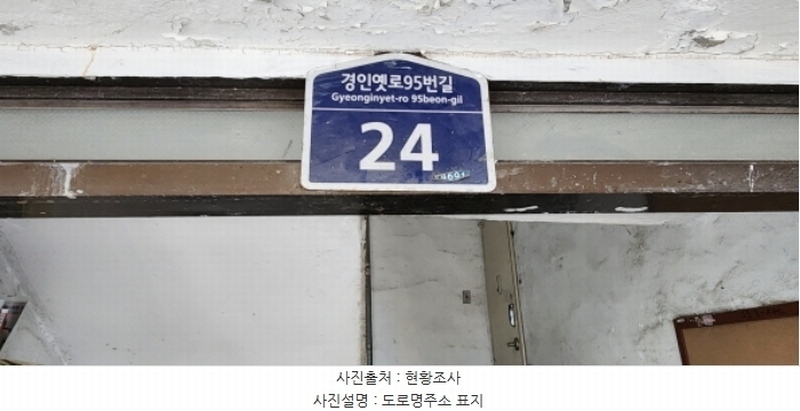 경인옛로95번길
Gyeonginyet-ro 95beon-gil
24
사진출처 : 현황조사
사진설명 : 도로명주소 표지